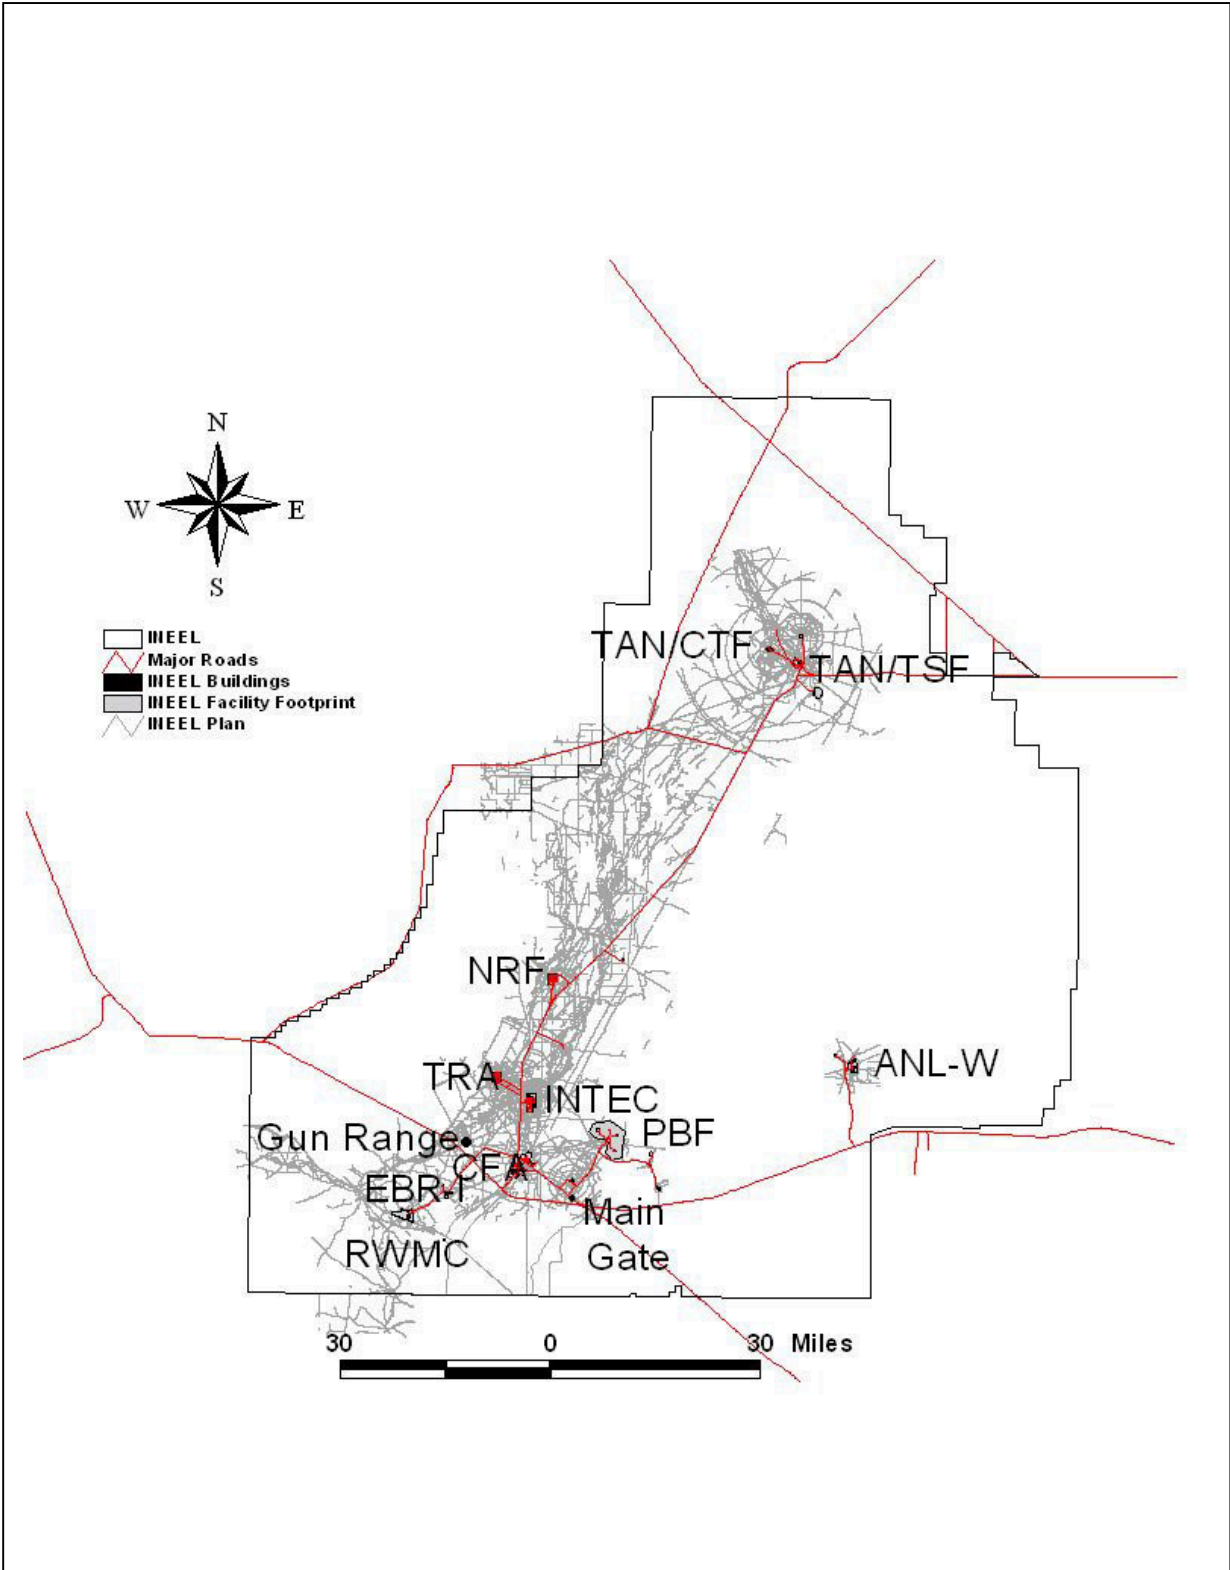 N
W E
S
INEEL
Major Roads
INEEL Buildings
INEEL Facility Footprint
INEEL Plan
TAN/CTF
TAN/TSF
NRF
TRA
INTEC
ANL-W
Gun Range
PBF
CFA
EBR-I
Main
Gate
RWMC
30 0 30 Miles